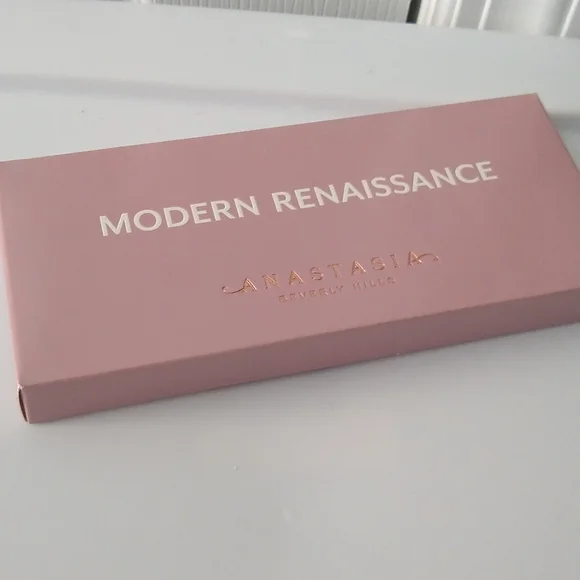 MODERN RENAISSANCE
ANASTASIA
BEVERLY HILLS